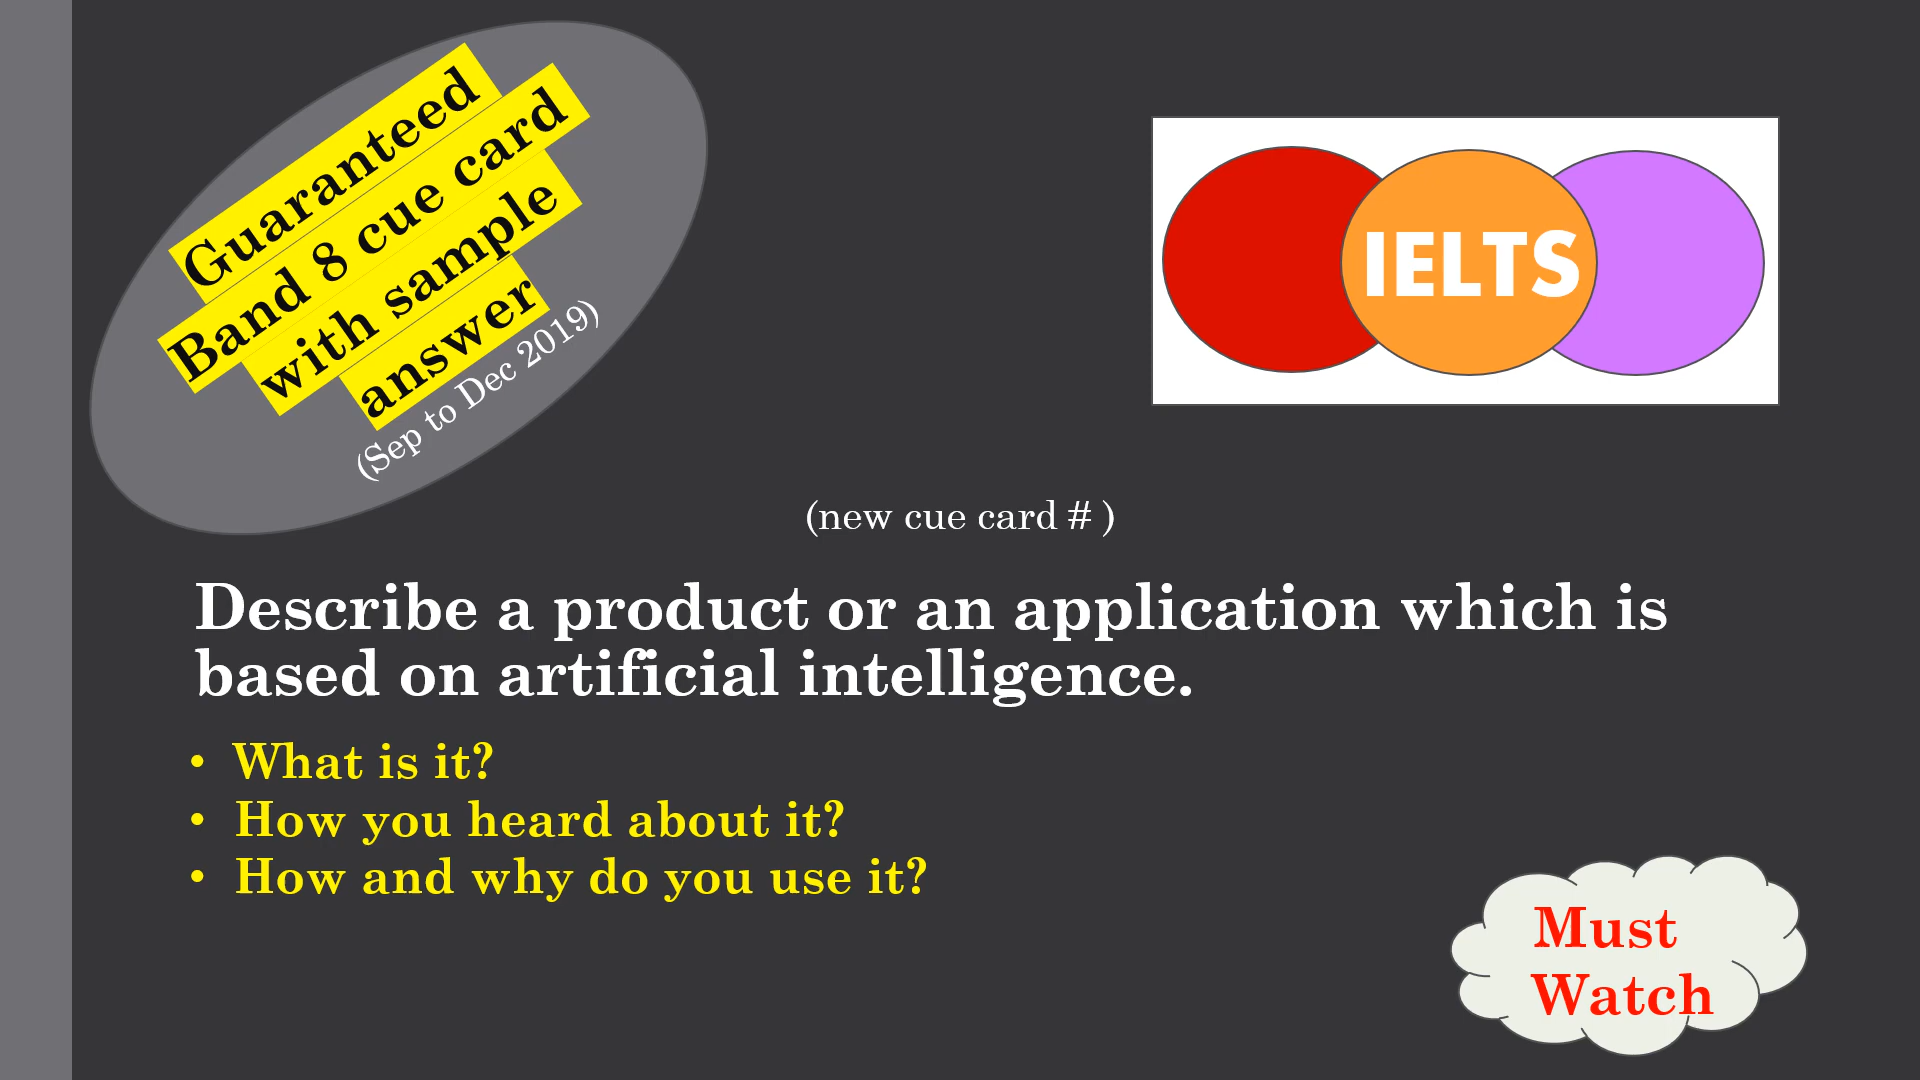 Guaranteed
Band 8 cue card
with sample
answer
(Sep to Dec 2019)
IELTS
(new cue card # )
Describe a product or an application which is
based on artificial intelligence.
• What is it?
• How you heard about it?
• How and why do you use it?
Must
Watch